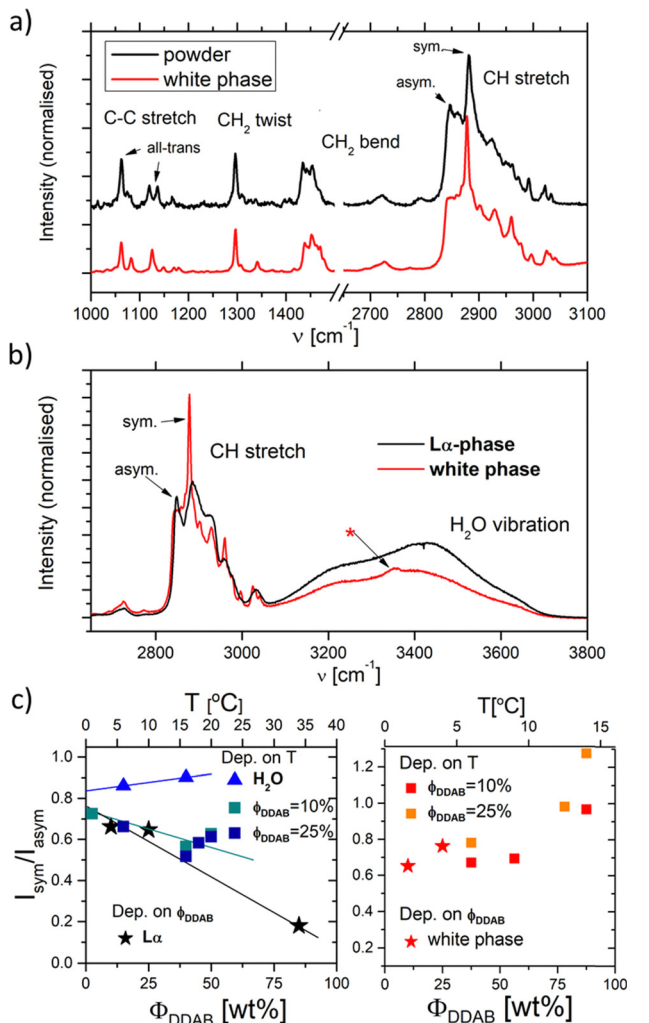 a)
powder
white phase
sym.
asym.
CH stretch
C-C stretch
all-trans
CH₂ twist
CH₂ bend
Intensity (normalised)
1000 1100 1200 1300 1400 2700 2800 2900 3000 3100
ν [cm⁻¹]
b)
sym.
asym.
CH stretch
Lα-phase
white phase
*
H₂O vibration
Intensity (normalised)
2800 3000 3200 3400 3600 3800
ν [cm⁻¹]
c)
T [°C]
0 5 10 15 20 25 30 35 40
Dep. on T
H₂O
ϕDDAB=10%
ϕDDAB=25%
Dep. on ϕDDAB
Lα
Isym/Iasym
1.0
0.8
0.6
0.4
0.2
0.0
0 25 50 75 100
ΦDDAB [wt%]
T[°C]
0 5 10 15
Dep. on T
ϕDDAB=10%
ϕDDAB=25%
Dep. on ϕDDAB
white phase
1.2
1.0
0.8
0.6
0.4
0.2
0 25 50 75 100
ΦDDAB [wt%]